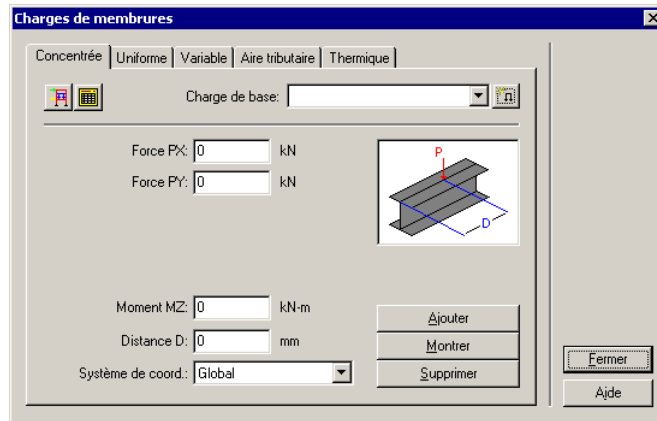 Charges de membrures
Concentrée Uniforme Variable Aire tributaire Thermique
Charge de base:
Force PX: 0 kN
Force PY: 0 kN
P
D
Moment MZ: 0 kN-m
Ajouter
Distance D: 0 mm
Montrer
Système de coord.: Global
Supprimer
Fermer
Aide